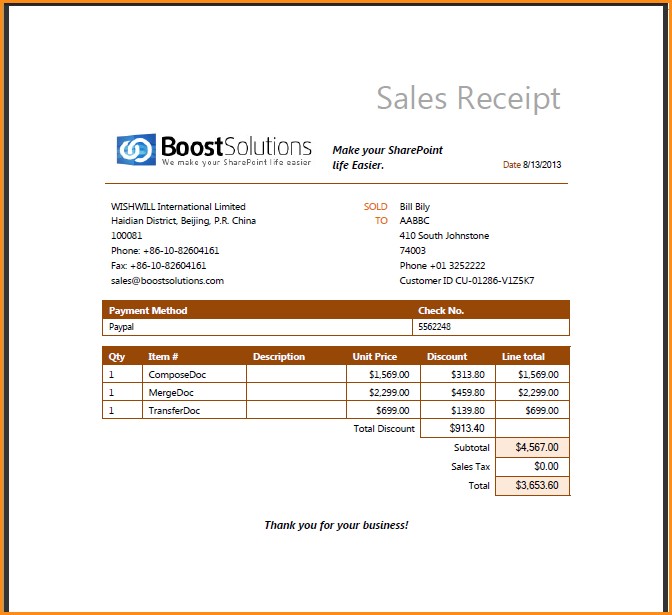 Sales Receipt
BoostSolutions
We make your SharePoint life easier
Make your SharePoint
life Easier.
Date 8/13/2013
WISHWILL International Limited
Haidian District, Beijing, P.R. China
100081
Phone: +86-10-82604161
Fax: +86-10-82604161
sales@boostsolutions.com
SOLD TO
Bill Bily
AABBC
410 South Johnstone
74003
Phone +01 3252222
Customer ID CU-01286-V1Z5K7
Payment Method Check No.
Paypal 5562248
Qty Item # Description Unit Price Discount Line total
1 ComposeDoc $1,569.00 $313.80 $1,569.00
1 MergeDoc $2,299.00 $459.80 $2,299.00
1 TransferDoc $699.00 $139.80 $699.00
Total Discount $913.40
Subtotal $4,567.00
Sales Tax $0.00
Total $3,653.60
Thank you for your business!